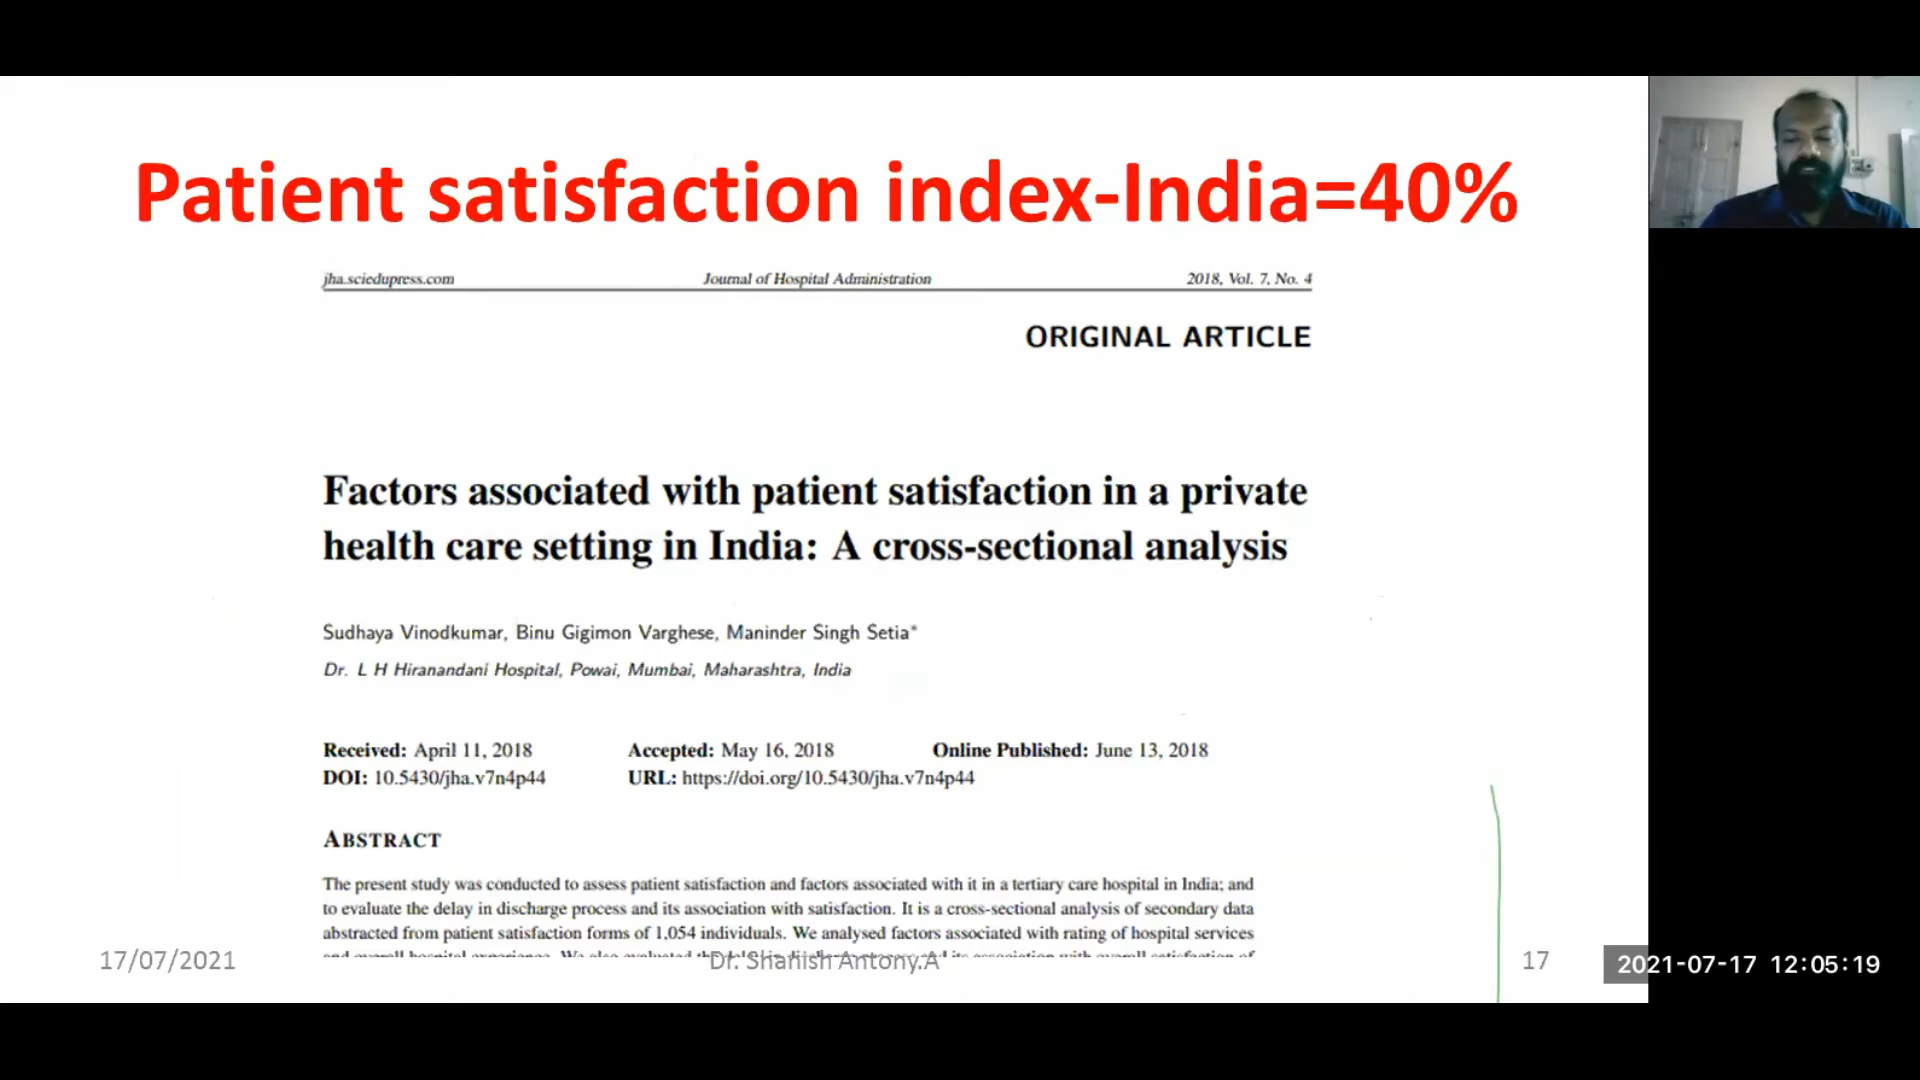 Patient satisfaction index-India=40%
jha.sciedupress.com Journal of Hospital Administration 2018, Vol. 7, No. 4
ORIGINAL ARTICLE
Factors associated with patient satisfaction in a private
health care setting in India: A cross-sectional analysis
Sudhaya Vinodkumar, Binu Gigimon Varghese, Maninder Singh Setia*
Dr. L H Hiranandani Hospital, Powai, Mumbai, Maharashtra, India
Received: April 11, 2018 Accepted: May 16, 2018 Online Published: June 13, 2018
DOI: 10.5430/jha.v7n4p44 URL: https://doi.org/10.5430/jha.v7n4p44
ABSTRACT
The present study was conducted to assess patient satisfaction and factors associated with it in a tertiary care hospital in India; and
to evaluate the delay in discharge process and its association with satisfaction. It is a cross-sectional analysis of secondary data
abstracted from patient satisfaction forms of 1,054 individuals. We analysed factors associated with rating of hospital services
17/07/2021 Dr. Shanish Antony.A 17
2021-07-17 12:05:19